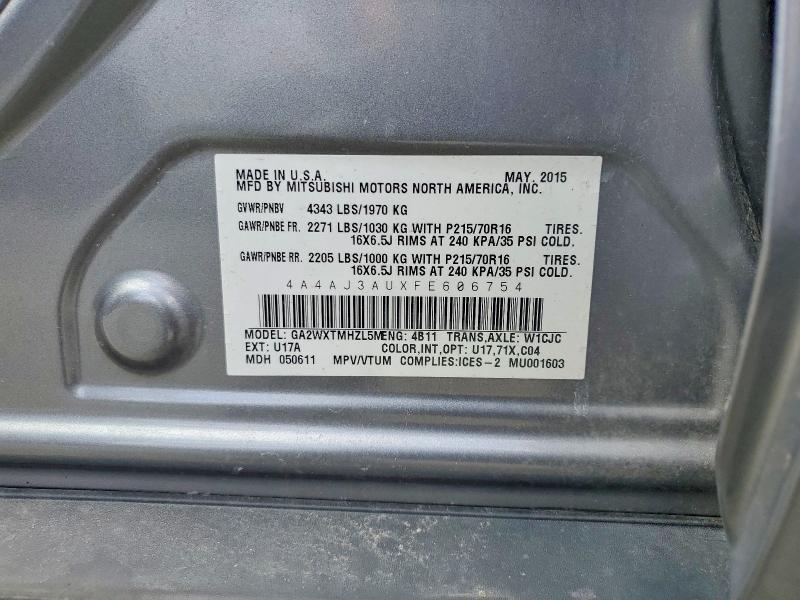 MADE IN U.S.A. MAY. 2015
MFD BY MITSUBISHI MOTORS NORTH AMERICA, INC.
GVWR/PNBV 4343 LBS/1970 KG
GAWR/PNBE FR. 2271 LBS/1030 KG WITH P215/70R16 TIRES.
16X6.5J RIMS AT 240 KPA/35 PSI COLD.
GAWR/PNBE RR. 2205 LBS/1000 KG WITH P215/70R16 TIRES.
16X6.5J RIMS AT 240 KPA/35 PSI COLD.
4A4AJ3AUXFE606754
MODEL: GA2WXTMHZL5M ENG: 4B11 TRANS,AXLE: W1CJC
EXT: U17A COLOR,INT,OPT: U17,71X,C04
MDH 050611 MPV/VTUM COMPLIES:ICES-2 MU001603